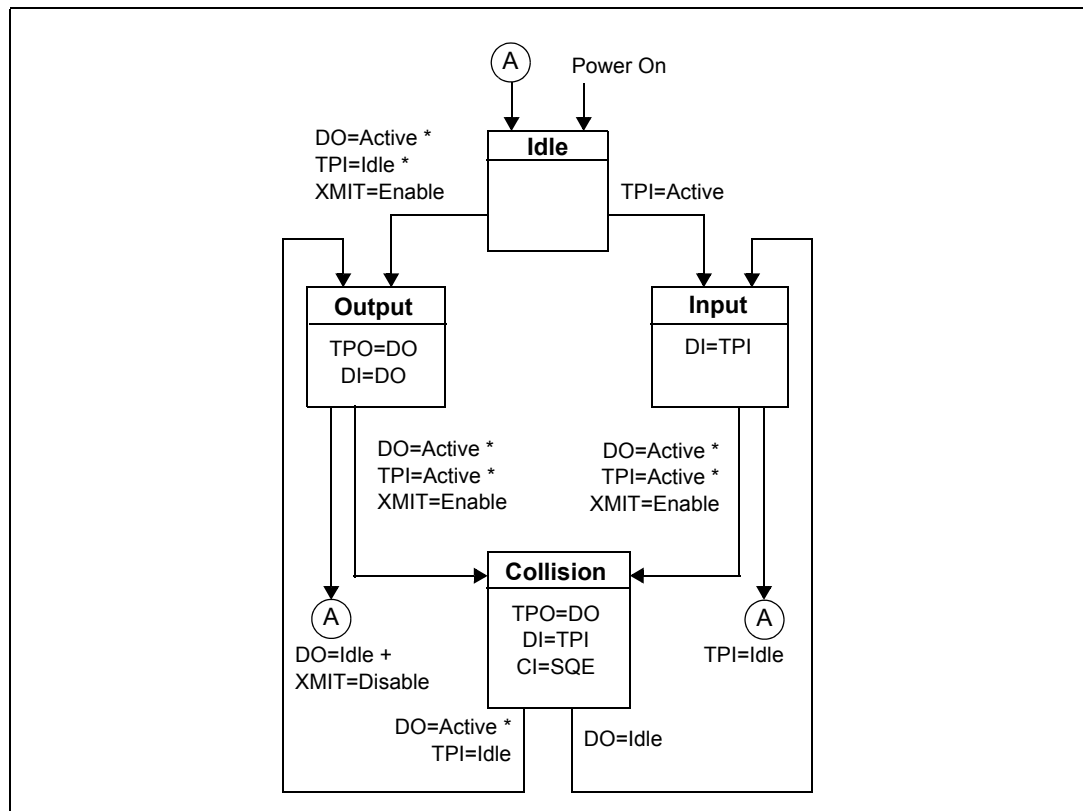 A
Power On
DO=Active *
TPI=Idle *
XMIT=Enable
Idle
TPI=Active
Output
TPO=DO
DI=DO
Input
DI=TPI
DO=Active *
TPI=Active *
XMIT=Enable
DO=Active *
TPI=Active *
XMIT=Enable
Collision
TPO=DO
DI=TPI
CI=SQE
A
DO=Idle +
XMIT=Disable
A
TPI=Idle
DO=Active *
TPI=Idle
DO=Idle